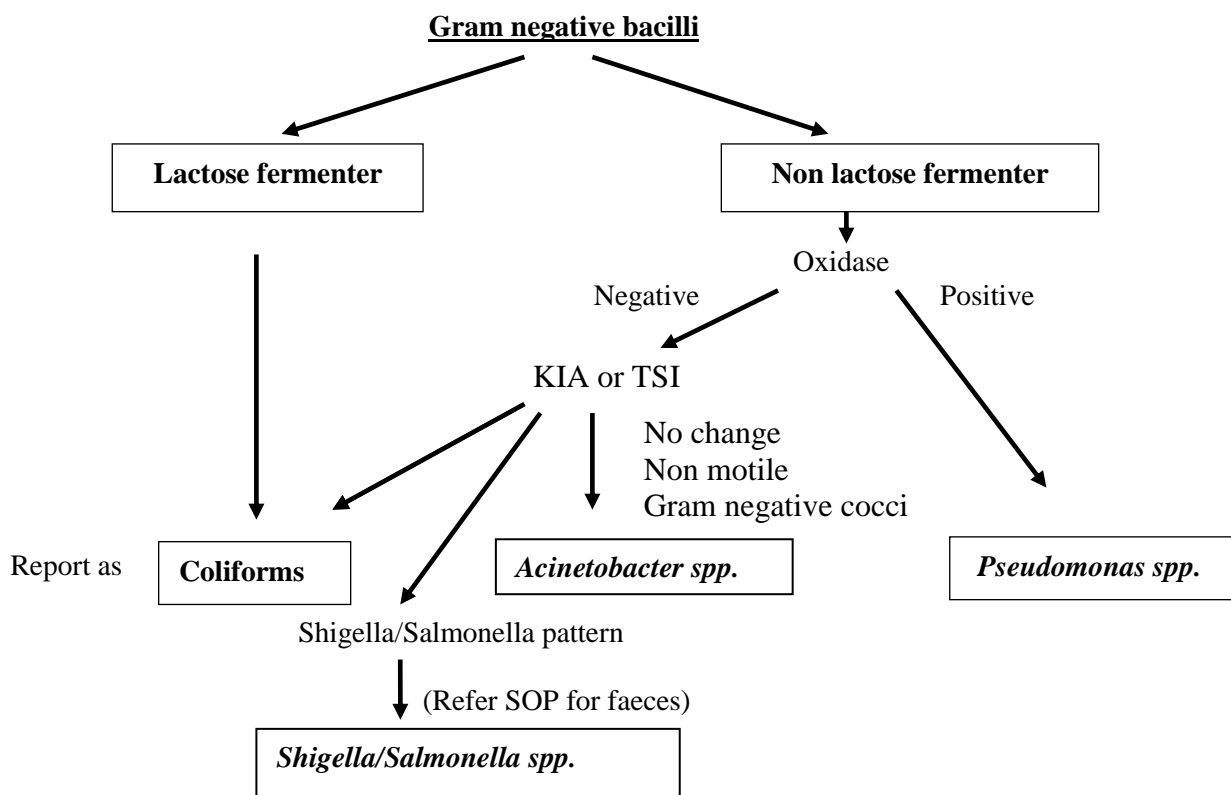 Gram negative bacilli
Lactose fermenter
Non lactose fermenter
Oxidase
Negative
Positive
KIA or TSI
No change
Non motile
Gram negative cocci
Report as
Coliforms
Acinetobacter spp.
Pseudomonas spp.
Shigella/Salmonella pattern
(Refer SOP for faeces)
Shigella/Salmonella spp.